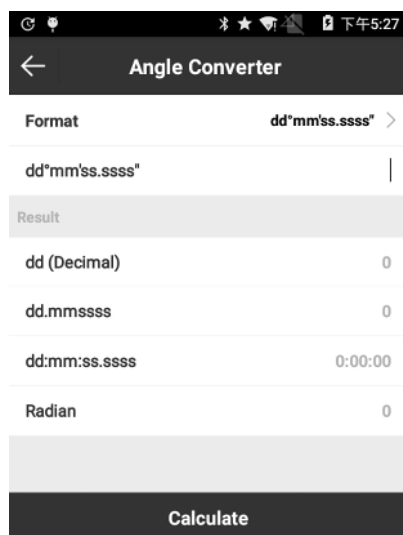 下午5:27
Angle Converter
Format dd°mm'ss.ssss"
dd°mm'ss.ssss"
Result
dd (Decimal) 0
dd.mmssss 0
dd:mm:ss.ssss 0:00:00
Radian 0
Calculate